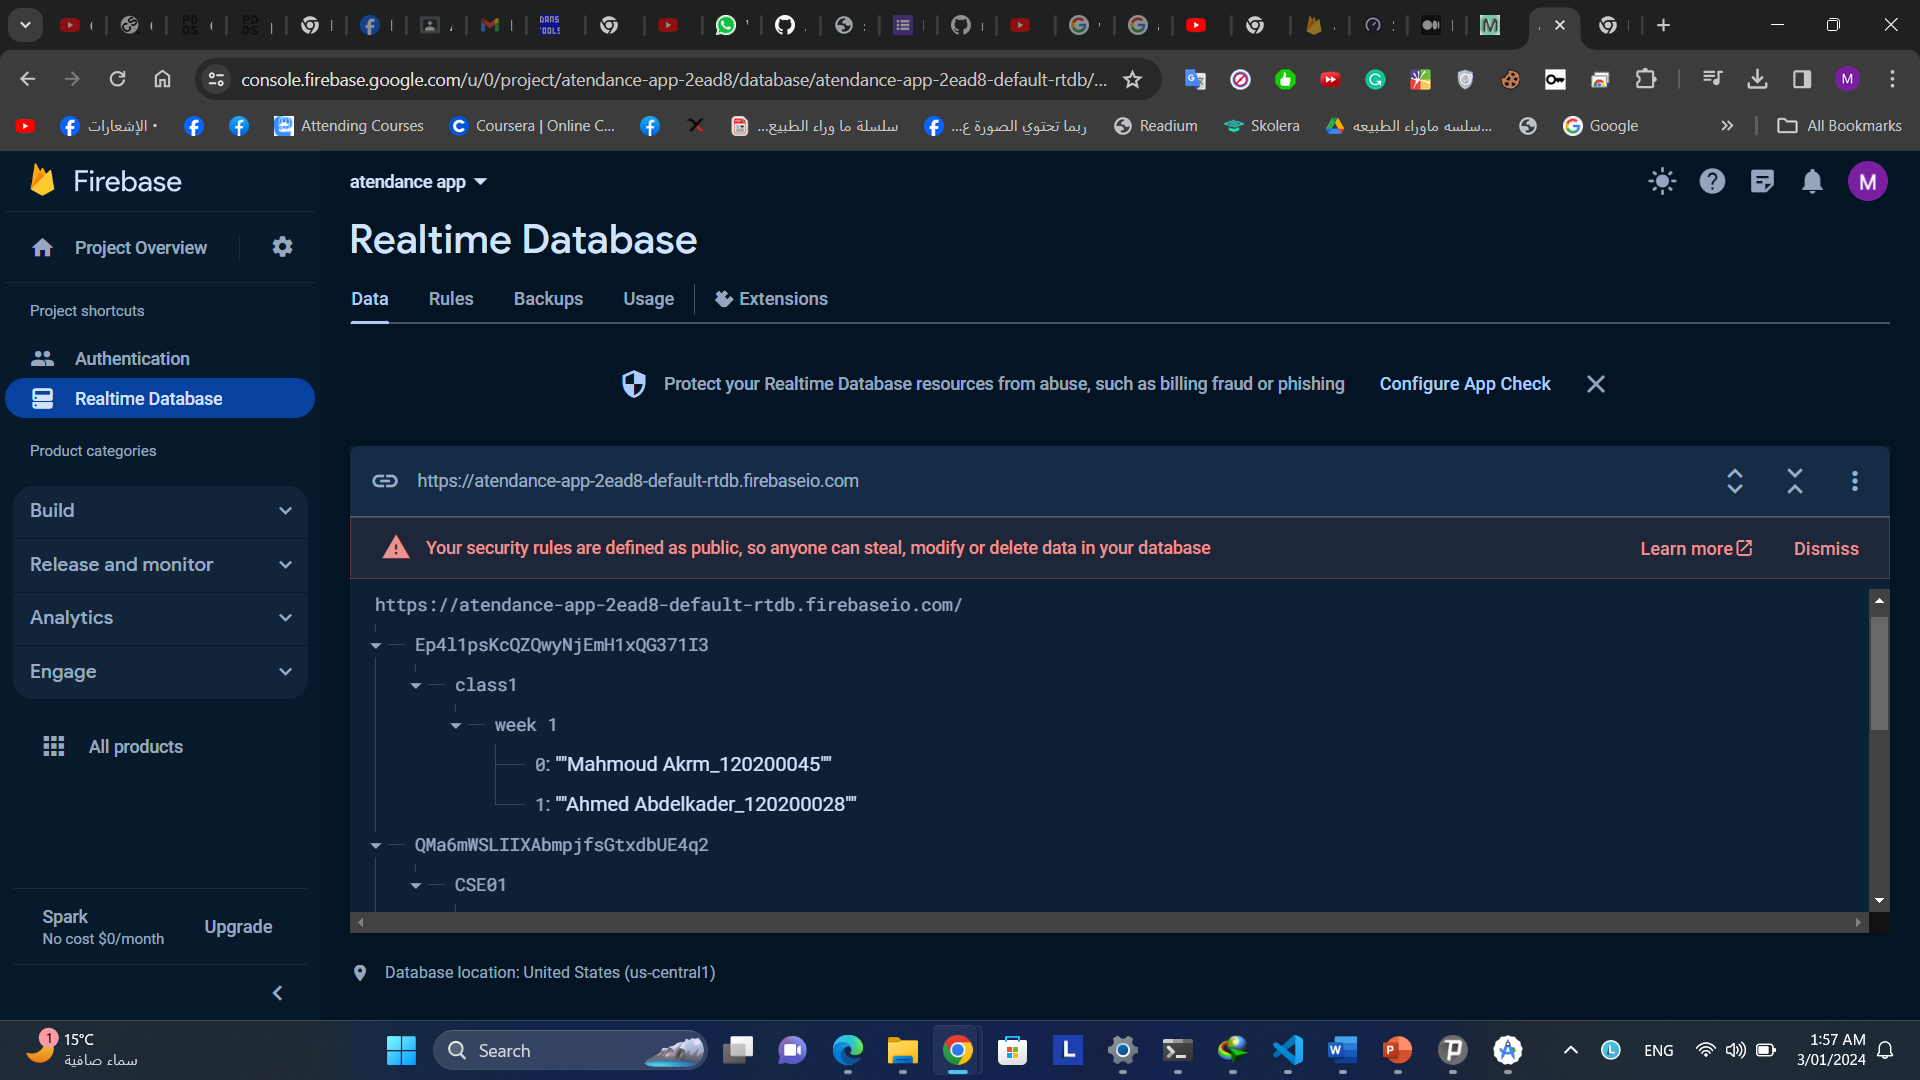 console.firebase.google.com/u/0/project/atendance-app-2ead8/database/atendance-app-2ead8-default-rtdb/...
الإشعارات •
Attending Courses
Coursera | Online C...
سلسلة ما وراء الطبيع...
ربما تحتوي الصورة ع...
Readium
Skolera
سلسه ماوراء الطبيعه...
Google
All Bookmarks
Firebase
atendance app
M
Project Overview
Realtime Database
Data
Rules
Backups
Usage
Extensions
Project shortcuts
Authentication
Realtime Database
Protect your Realtime Database resources from abuse, such as billing fraud or phishing
Configure App Check
Product categories
Build
Release and monitor
Analytics
Engage
All products
https://atendance-app-2ead8-default-rtdb.firebaseio.com
Your security rules are defined as public, so anyone can steal, modify or delete data in your database
Learn more
Dismiss
https://atendance-app-2ead8-default-rtdb.firebaseio.com/
Ep4l1psKcQZQwyNjEmH1xQG371I3
class1
week 1
0: ""Mahmoud Akrm_120200045""
1: ""Ahmed Abdelkader_120200028""
QMa6mWSLIIXAbmpjfsGtxdbUE4q2
CSE01
Spark
No cost $0/month
Upgrade
Database location: United States (us-central1)
1
15°C
سماء صافية
Search
ENG
1:57 AM
3/01/2024